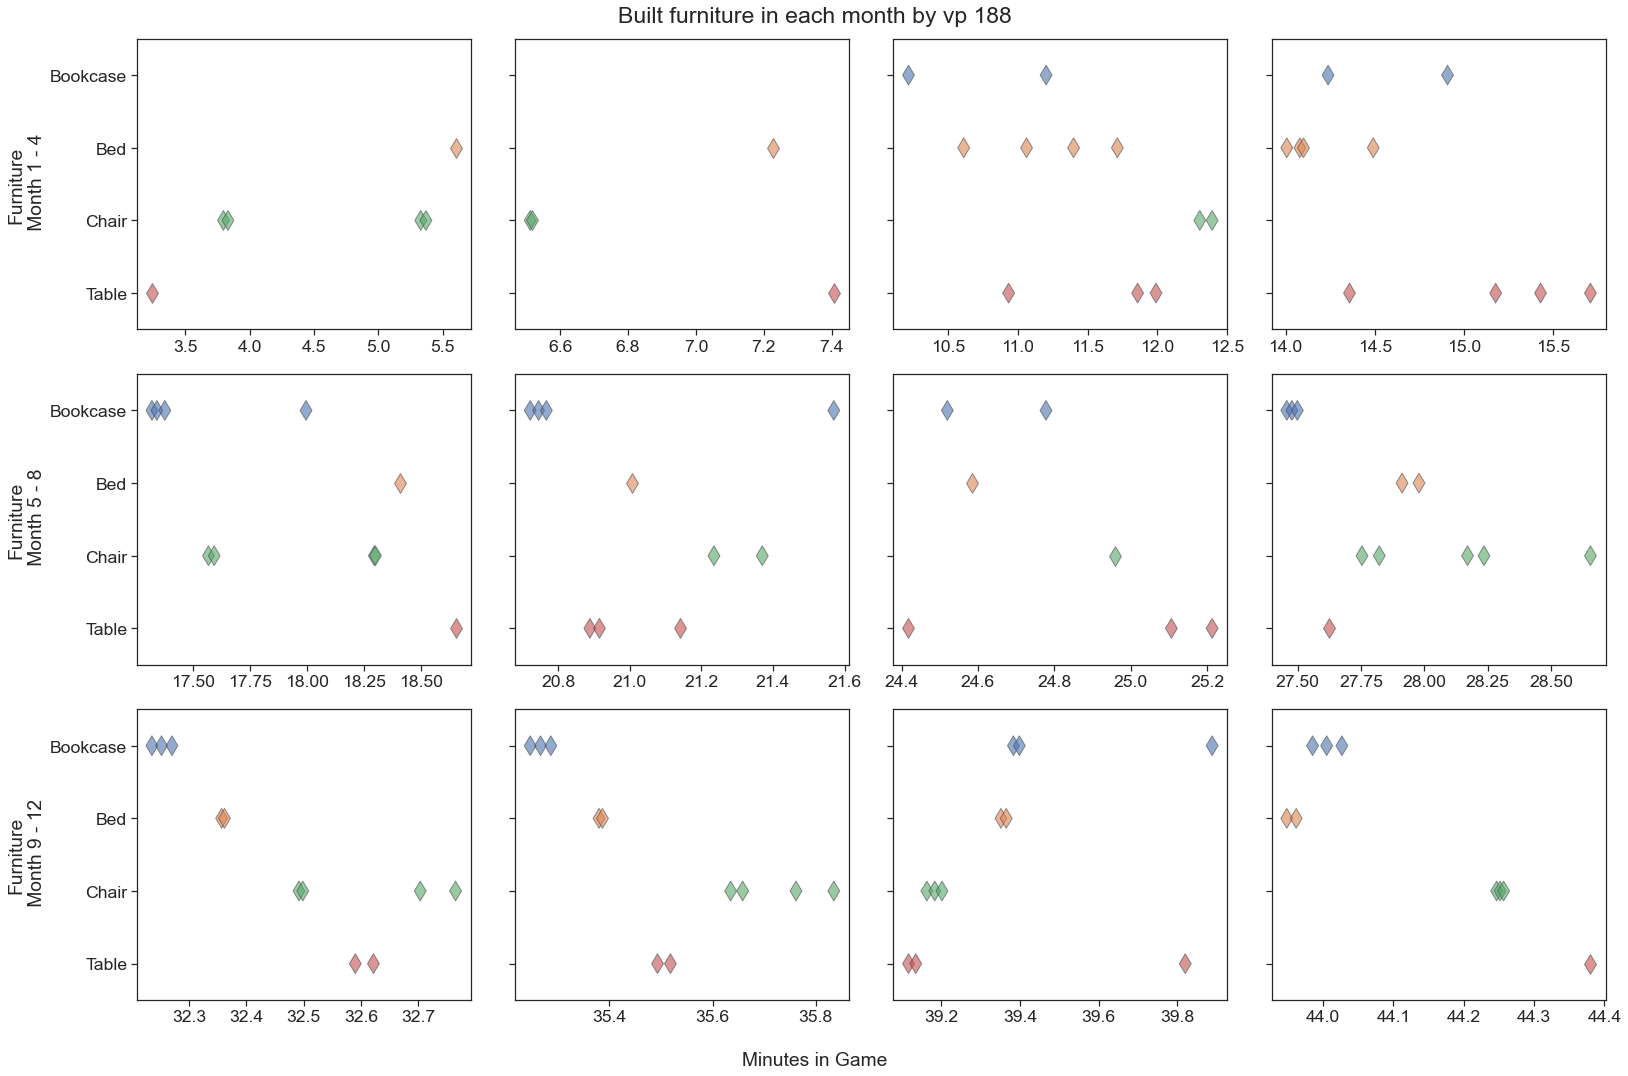 Built furniture in each month by vp 188
Furniture
Month 1 - 4
Bookcase
Bed
Chair
Table
3.5 4.0 4.5 5.0 5.5
6.6 6.8 7.0 7.2 7.4
10.5 11.0 11.5 12.0 12.5
14.0 14.5 15.0 15.5
Furniture
Month 5 - 8
Bookcase
Bed
Chair
Table
17.50 17.75 18.00 18.25 18.50
20.8 21.0 21.2 21.4 21.6
24.4 24.6 24.8 25.0 25.2
27.50 27.75 28.00 28.25 28.50
Furniture
Month 9 - 12
Bookcase
Bed
Chair
Table
32.3 32.4 32.5 32.6 32.7
35.4 35.6 35.8
39.2 39.4 39.6 39.8
44.0 44.1 44.2 44.3 44.4
Minutes in Game